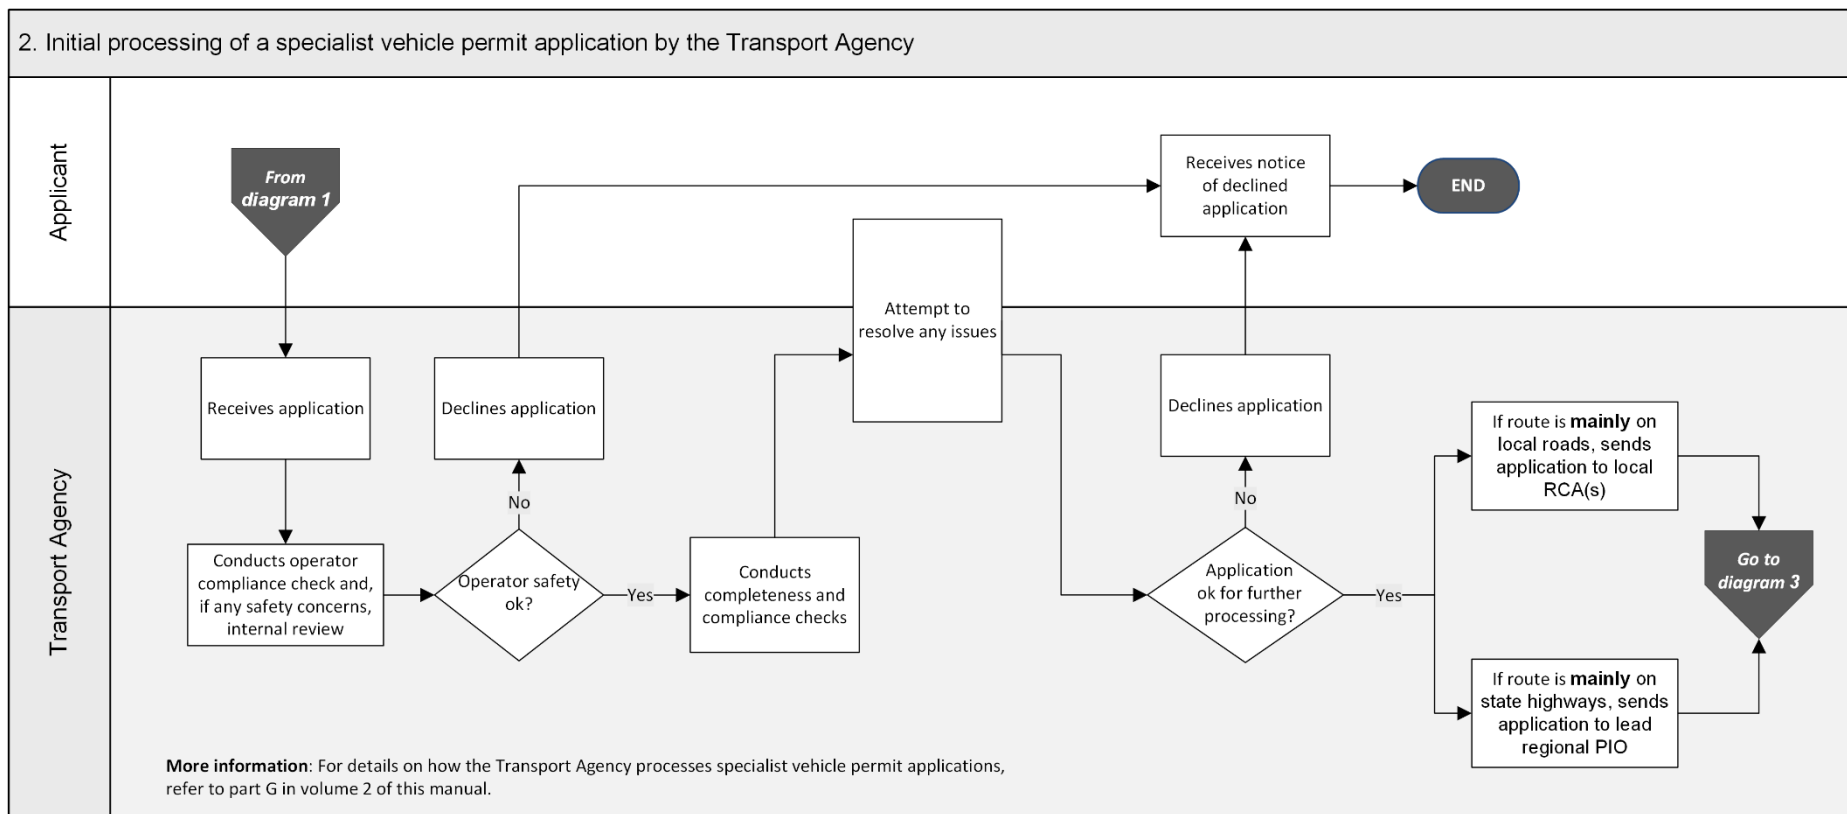 2. Initial processing of a specialist vehicle permit application by the Transport Agency
Applicant
From
diagram 1
Receives notice
of declined
application
END
Attempt to
resolve any issues
Transport Agency
Receives application
Declines application
Declines application
If route is mainly on
local roads, sends
application to local
RCA(s)
No
No
Conducts operator
compliance check and,
if any safety concerns,
internal review
Operator safety
ok?
Yes
Conducts
completeness and
compliance checks
Application
ok for further
processing?
Yes
Go to
diagram 3
If route is mainly on
state highways, sends
application to lead
regional PIO
More information: For details on how the Transport Agency processes specialist vehicle permit applications,
refer to part G in volume 2 of this manual.